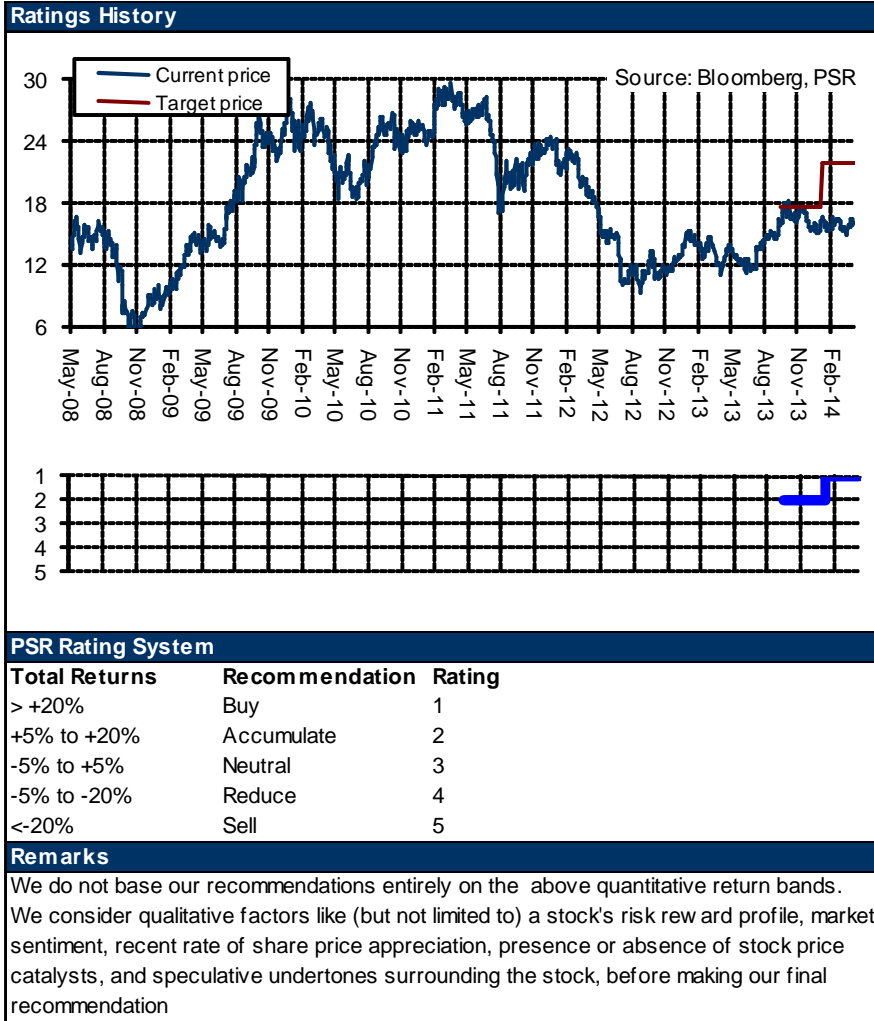 Ratings History
Current price
Target price
Source: Bloomberg, PSR
30
24
18
12
6
May-08
Aug-08
Nov-08
Feb-09
May-09
Aug-09
Nov-09
Feb-10
May-10
Aug-10
Nov-10
Feb-11
May-11
Aug-11
Nov-11
Feb-12
May-12
Aug-12
Nov-12
Feb-13
May-13
Aug-13
Nov-13
Feb-14
1
2
3
4
5
PSR Rating System
Total Returns Recommendation Rating
> +20% Buy 1
+5% to +20% Accumulate 2
-5% to +5% Neutral 3
-5% to -20% Reduce 4
<-20% Sell 5
Remarks
We do not base our recommendations entirely on the above quantitative return bands.
We consider qualitative factors like (but not limited to) a stock's risk reward profile, market
sentiment, recent rate of share price appreciation, presence or absence of stock price
catalysts, and speculative undertones surrounding the stock, before making our final
recommendation